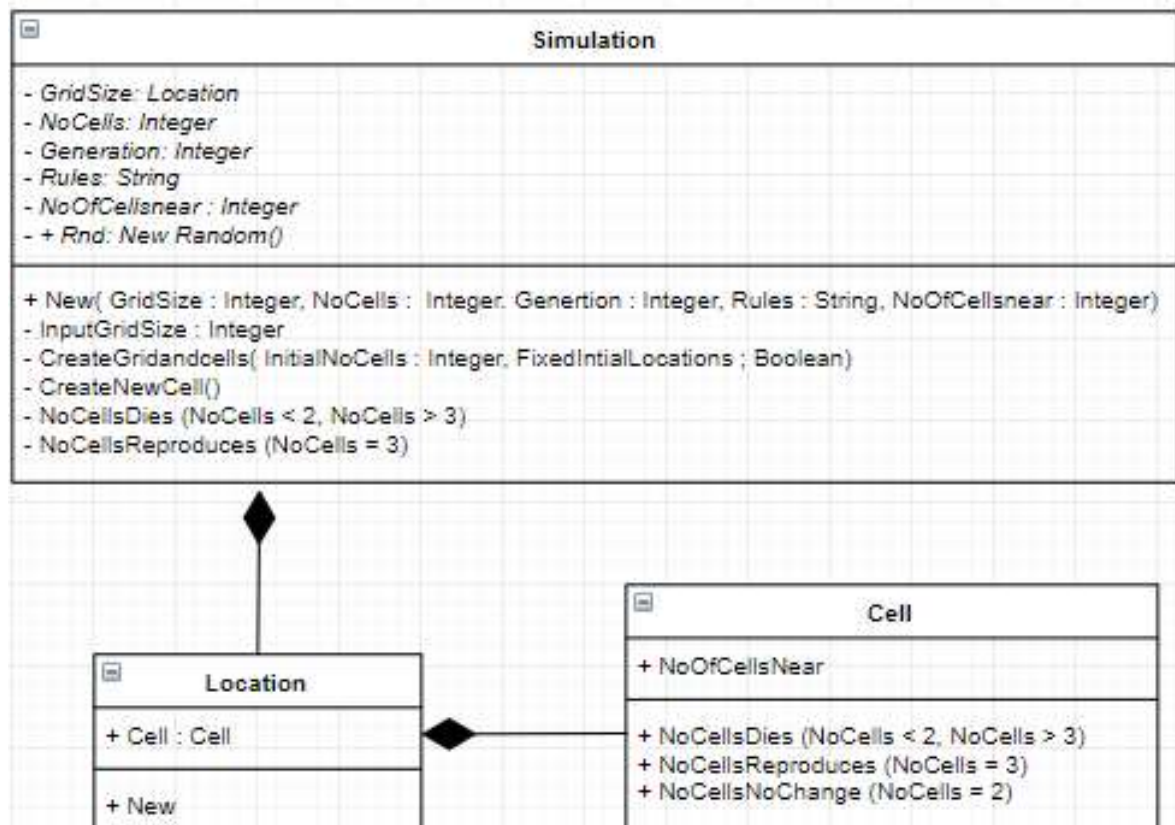 Simulation
- GridSize: Location
- NoCells: Integer
- Generation: Integer
- Rules: String
- NoOfCellsnear : Integer
- + Rnd: New Random()
+ New( GridSize : Integer, NoCells : Integer. Genertion : Integer, Rules : String, NoOfCellsnear : Integer)
- InputGridSize : Integer
- CreateGridandcells( InitialNoCells : Integer, FixedIntialLocations ; Boolean)
- CreateNewCell()
- NoCellsDies (NoCells < 2, NoCells > 3)
- NoCellsReproduces (NoCells = 3)
Cell
+ NoOfCellsNear
+ NoCellsDies (NoCells < 2, NoCells > 3)
+ NoCellsReproduces (NoCells = 3)
+ NoCellsNoChange (NoCells = 2)
Location
+ Cell : Cell
+ New